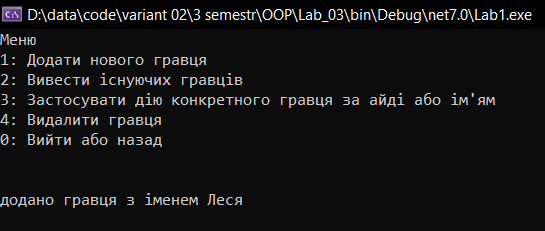 D:\data\code\variant 02\3 semestr\OOP\Lab_03\bin\Debug\net7.0\Lab1.exe
Меню
1: Додати нового гравця
2: Вивести існуючих гравців
3: Застосувати дію конкретного гравця за айді або ім'ям
4: Видалити гравця
0: Вийти або назад
додано гравця з іменем Леся